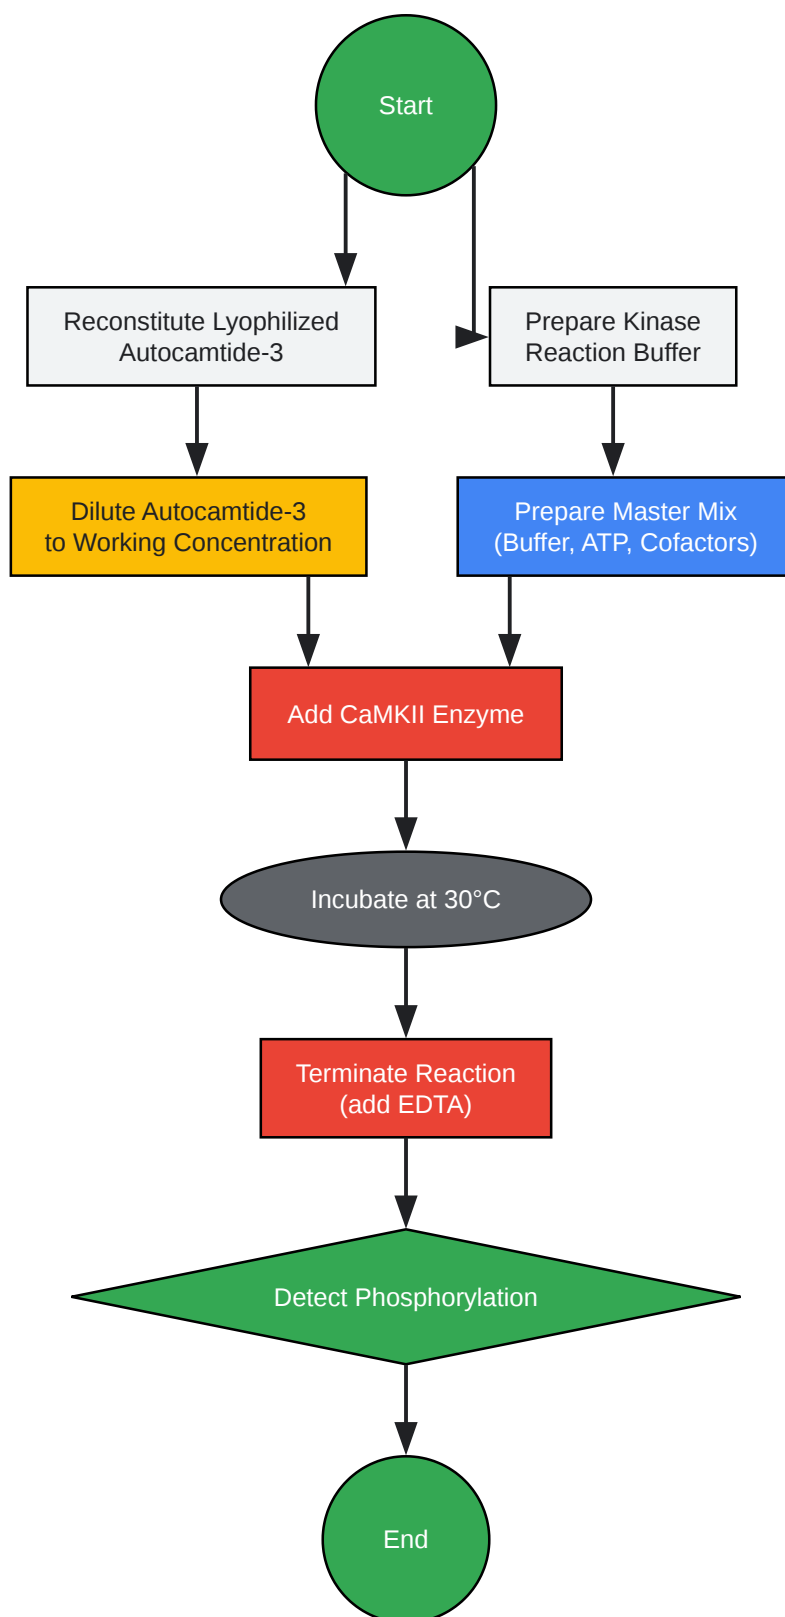 Start
Reconstitute Lyophilized
Autocamtide-3
Prepare Kinase
Reaction Buffer
Dilute Autocamtide-3
to Working Concentration
Prepare Master Mix
(Buffer, ATP, Cofactors)
Add CaMKII Enzyme
Incubate at 30°C
Terminate Reaction
(add EDTA)
Detect Phosphorylation
End